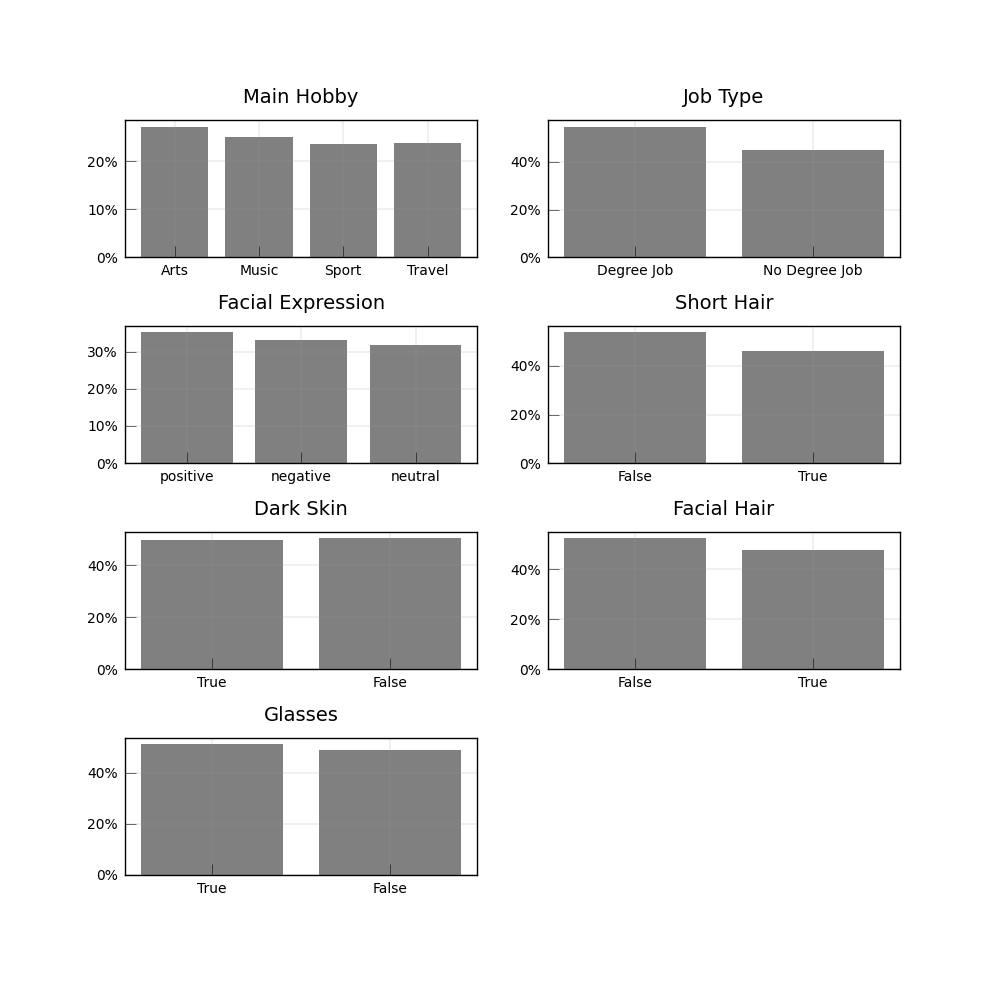 Main Hobby
20%
10%
0%
Arts Music Sport Travel
Job Type
40%
20%
0%
Degree Job No Degree Job
Facial Expression
30%
20%
10%
0%
positive negative neutral
Short Hair
40%
20%
0%
False True
Dark Skin
40%
20%
0%
True False
Facial Hair
40%
20%
0%
False True
Glasses
40%
20%
0%
True False